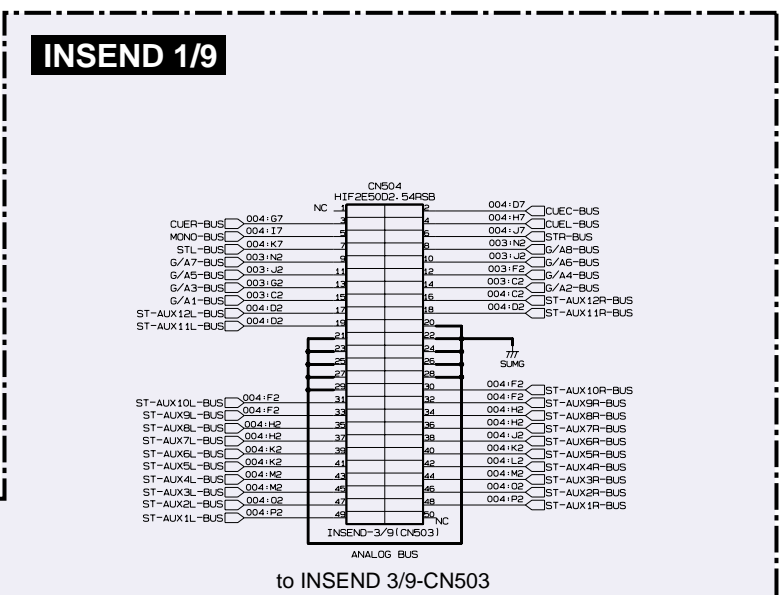 INSEND 1/9
CN504
HIF2E50D2.54RSB
NC 1 2 004:D7 CUEC-BUS
CUER-BUS 004:G7 3 4 004:H7 CUEL-BUS
MONO-BUS 004:I7 5 6 004:J7 STR-BUS
STL-BUS 004:K7 7 8 003:N2 G/A8-BUS
G/A7-BUS 003:N2 9 10 003:J2 G/A6-BUS
G/A5-BUS 003:J2 11 12 003:F2 G/A4-BUS
G/A3-BUS 003:G2 13 14 003:C2 G/A2-BUS
G/A1-BUS 003:C2 15 16 004:C2 ST-AUX12R-BUS
ST-AUX12L-BUS 004:D2 17 18 004:D2 ST-AUX11R-BUS
ST-AUX11L-BUS 004:D2 19 20
21 22
23 24
SUMG
25 26
27 28
29 30 004:F2 ST-AUX10R-BUS
ST-AUX10L-BUS 004:F2 31 32 004:F2 ST-AUX9R-BUS
ST-AUX9L-BUS 004:F2 33 34 004:H2 ST-AUX8R-BUS
ST-AUX8L-BUS 004:H2 35 36 004:H2 ST-AUX7R-BUS
ST-AUX7L-BUS 004:H2 37 38 004:J2 ST-AUX6R-BUS
ST-AUX6L-BUS 004:K2 39 40 004:K2 ST-AUX5R-BUS
ST-AUX5L-BUS 004:K2 41 42 004:L2 ST-AUX4R-BUS
ST-AUX4L-BUS 004:M2 43 44 004:M2 ST-AUX3R-BUS
ST-AUX3L-BUS 004:M2 45 46 004:O2 ST-AUX2R-BUS
ST-AUX2L-BUS 004:O2 47 48 004:P2 ST-AUX1R-BUS
ST-AUX1L-BUS 004:P2 49 50 NC
INSEND-3/9(CN503)
ANALOG BUS
to INSEND 3/9-CN503